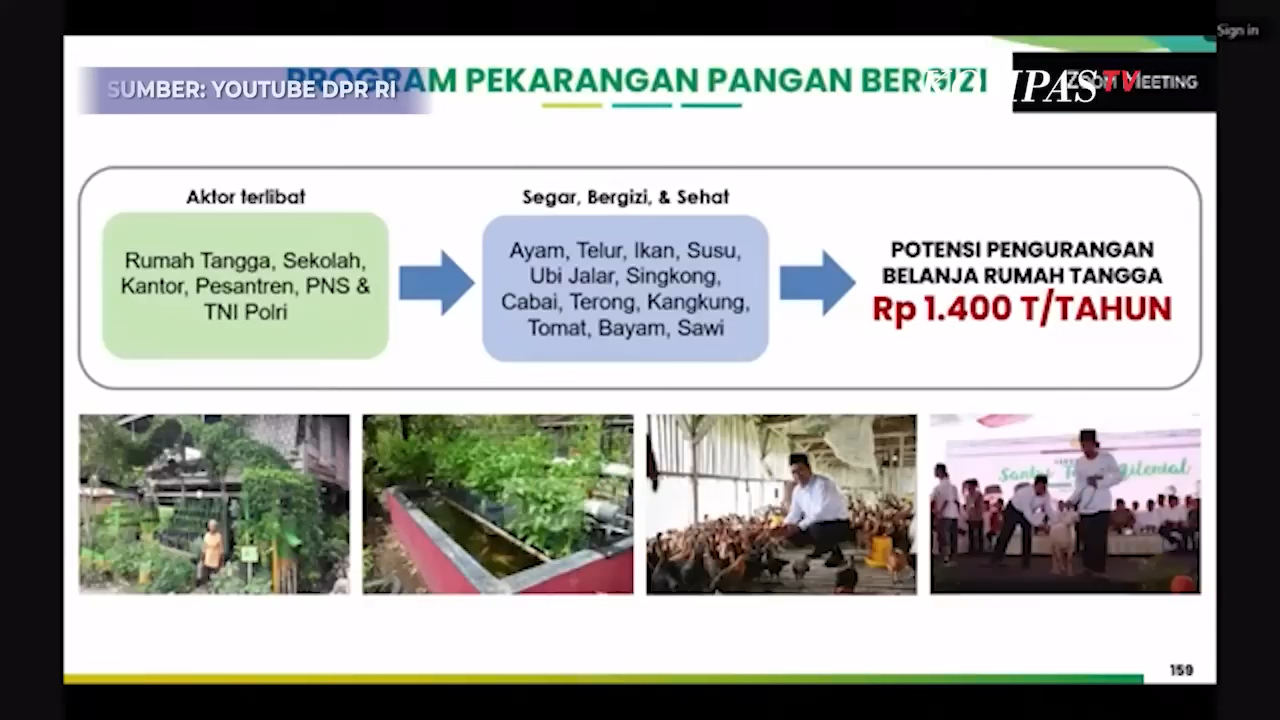 Sign in
SUMBER: YOUTUBE DPR RI
PROGRAM PEKARANGAN PANGAN BERGIZI
KOMPASTV
ZOOM MEETING
Aktor terlibat
Rumah Tangga, Sekolah,
Kantor, Pesantren, PNS &
TNI Polri
Segar, Bergizi, & Sehat
Ayam, Telur, Ikan, Susu,
Ubi Jalar, Singkong,
Cabai, Terong, Kangkung,
Tomat, Bayam, Sawi
POTENSI PENGURANGAN
BELANJA RUMAH TANGGA
Rp 1.400 T/TAHUN
159